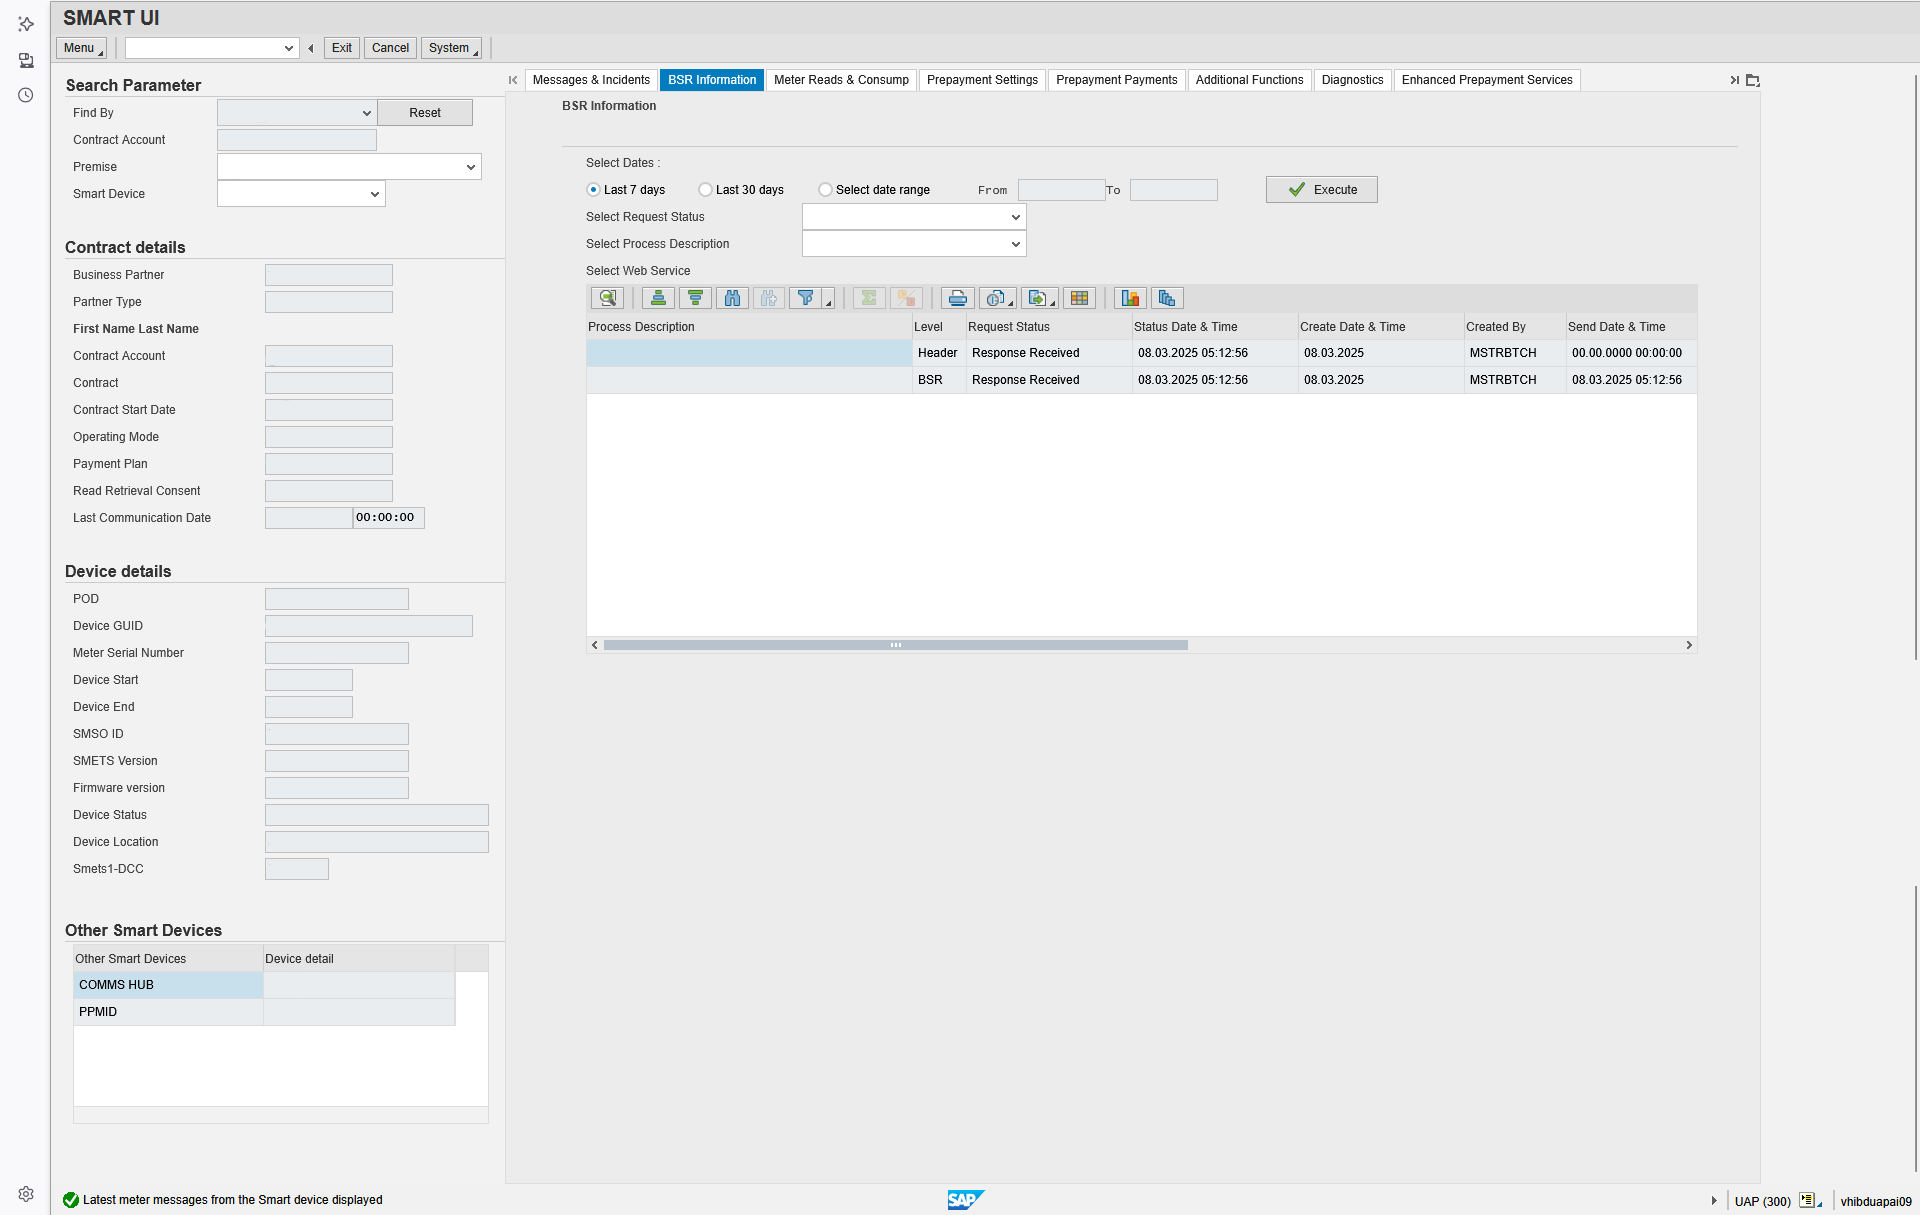 SMART UI
Menu
Exit
Cancel
System
Search Parameter
Find By
Reset
Contract Account
Premise
Smart Device
Contract details
Business Partner
Partner Type
First Name Last Name
Contract Account
Contract
Contract Start Date
Operating Mode
Payment Plan
Read Retrieval Consent
Last Communication Date 00:00:00
Device details
POD
Device GUID
Meter Serial Number
Device Start
Device End
SMSO ID
SMETS Version
Firmware version
Device Status
Device Location
Smets1-DCC
Other Smart Devices
Other Smart Devices Device detail
COMMS HUB
PPMID
Messages & Incidents BSR Information Meter Reads & Consump Prepayment Settings Prepayment Payments Additional Functions Diagnostics Enhanced Prepayment Services
BSR Information
Select Dates :
Last 7 days Last 30 days Select date range From To Execute
Select Request Status
Select Process Description
Select Web Service
Process Description Level Request Status Status Date & Time Create Date & Time Created By Send Date & Time
Header Response Received 08.03.2025 05:12:56 08.03.2025 MSTRBTCH 00.00.0000 00:00:00
BSR Response Received 08.03.2025 05:12:56 08.03.2025 MSTRBTCH 08.03.2025 05:12:56
Latest meter messages from the Smart device displayed
SAP
UAP (300)
vhibduapai09